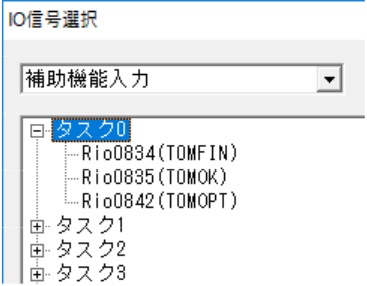 IO信号選択
補助機能入力
タスク0
Rio0834(TOMFIN)
Rio0835(TOMOK)
Rio0842(TOMOPT)
タスク1
タスク2
タスク3